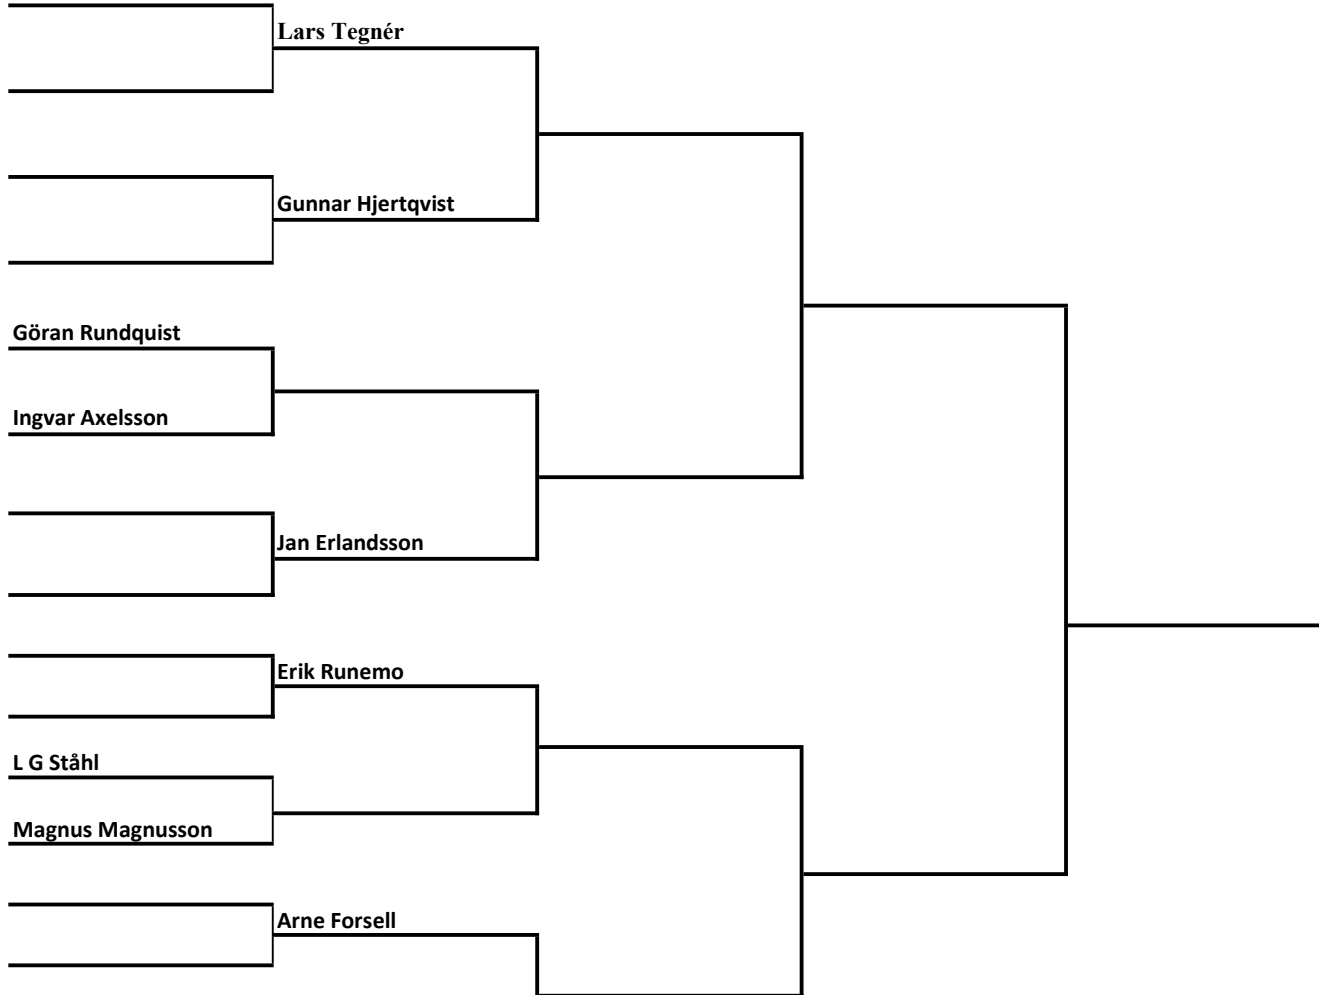 Lars Tegnér
Gunnar Hjertqvist
Göran Rundquist
Ingvar Axelsson
Jan Erlandsson
Erik Runemo
L G Ståhl
Magnus Magnusson
Arne Forsell